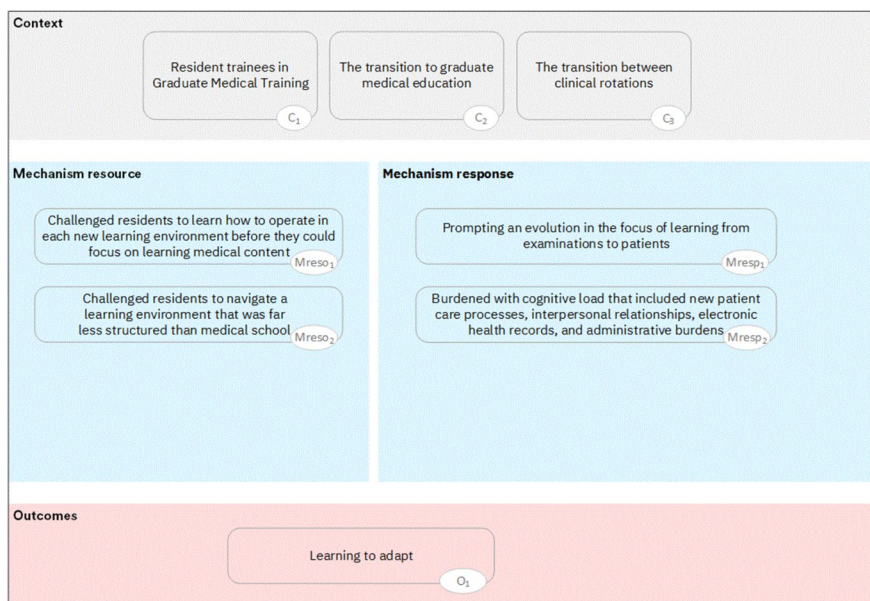 Context
Resident trainees in
Graduate Medical Training
C₁
The transition to graduate
medical education
C₂
The transition between
clinical rotations
C₃
Mechanism resource
Challenged residents to learn how to operate in
each new learning environment before they could
focus on learning medical content
Mreso₁
Challenged residents to navigate a
learning environment that was far
less structured than medical school
Mreso₂
Mechanism response
Prompting an evolution in the focus of learning from
examinations to patients
Mresp₁
Burdened with cognitive load that included new patient
care processes, interpersonal relationships, electronic
health records, and administrative burdens
Mresp₂
Outcomes
Learning to adapt
O₁